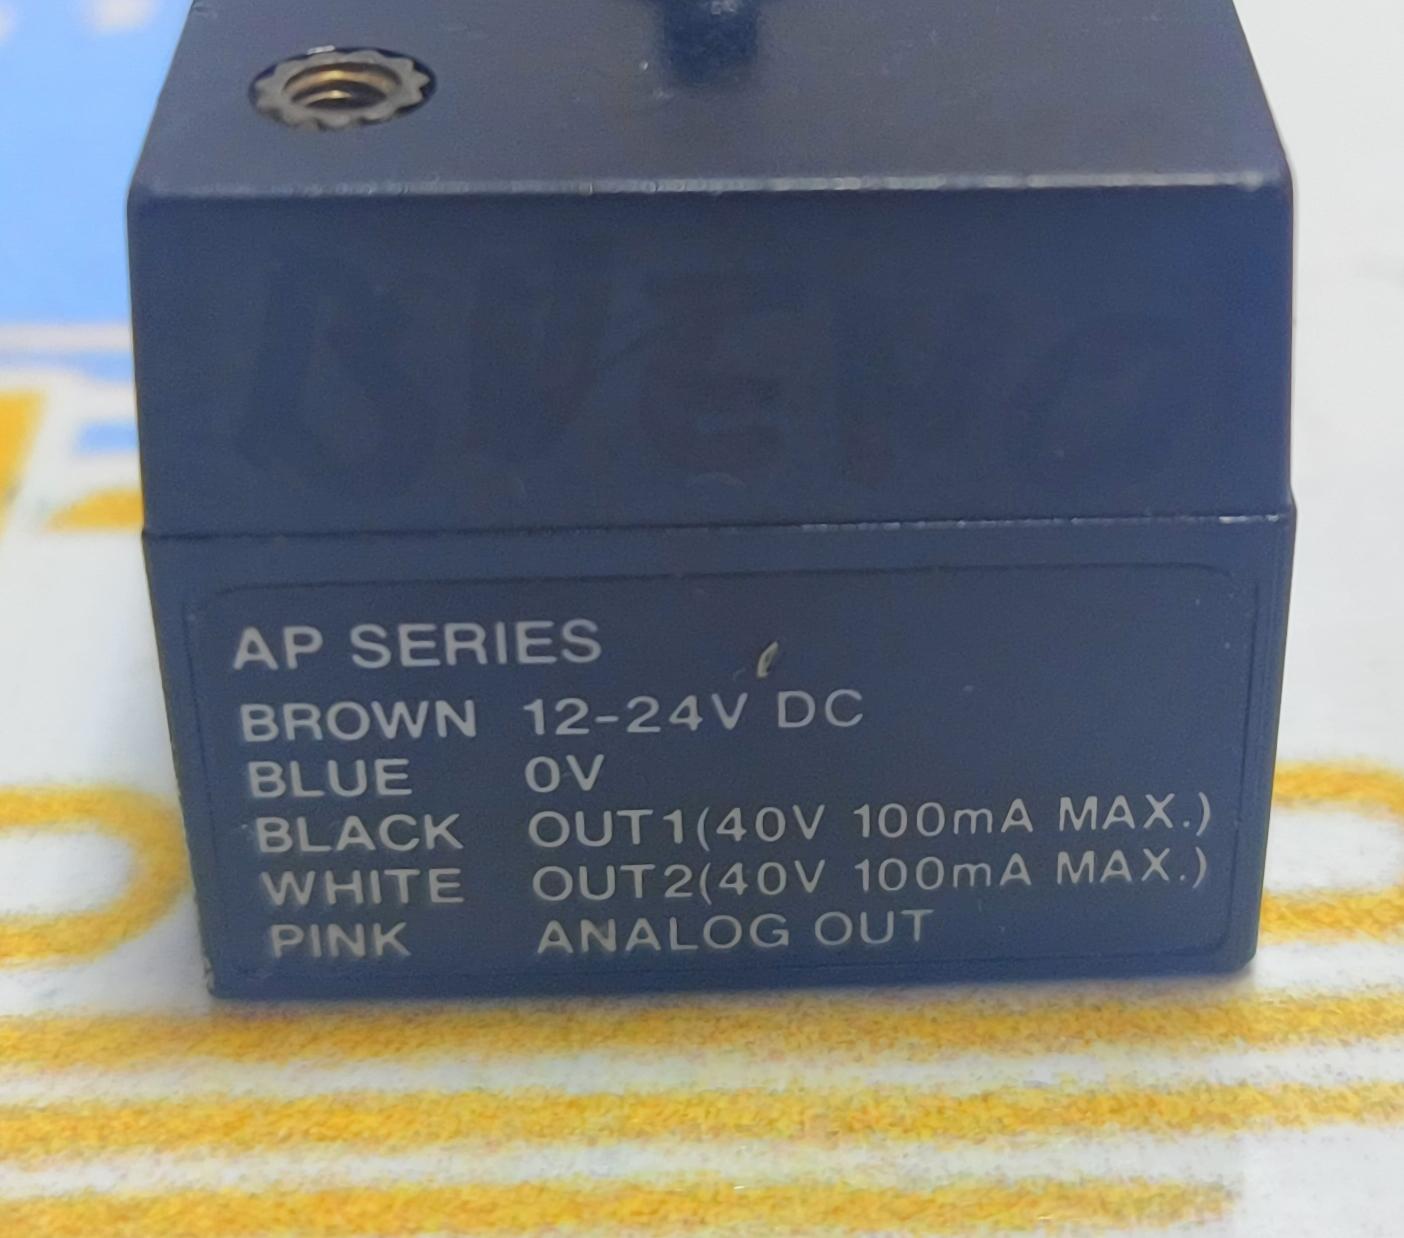 AP SERIES
BROWN 12-24V DC
BLUE 0V
BLACK OUT1(40V 100mA MAX.)
WHITE OUT2(40V 100mA MAX.)
PINK ANALOG OUT